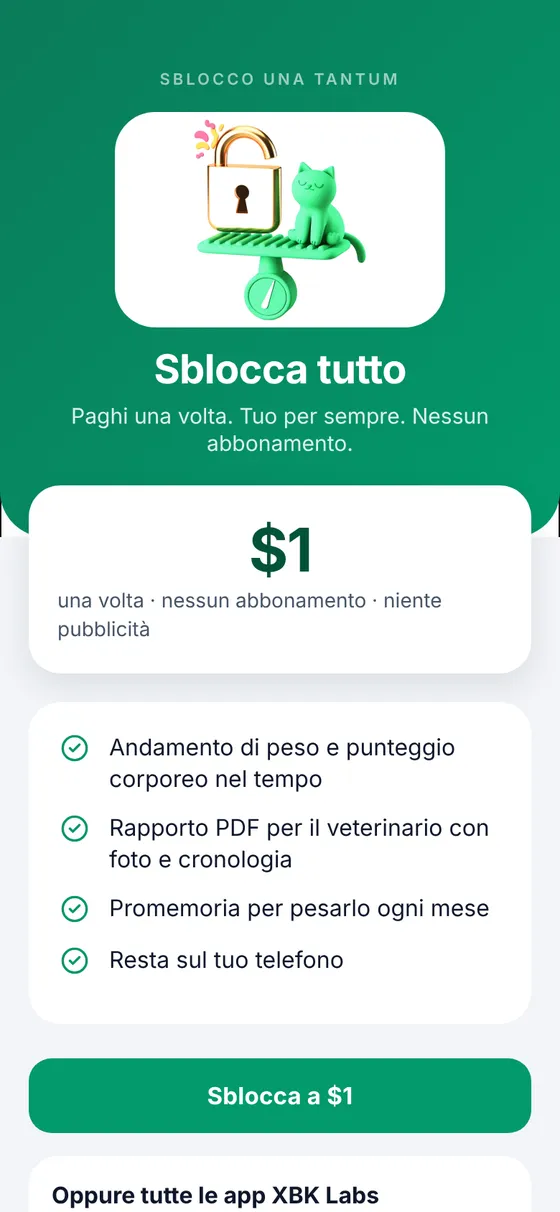 SBLOCCO UNA TANTUM
Sblocca tutto
Paghi una volta. Tuo per sempre. Nessun
abbonamento.
$1
una volta · nessun abbonamento · niente
pubblicità
Andamento di peso e punteggio
corporeo nel tempo
Rapporto PDF per il veterinario con
foto e cronologia
Promemoria per pesarlo ogni mese
Resta sul tuo telefono
Sblocca a $1
Oppure tutte le app XBK Labs